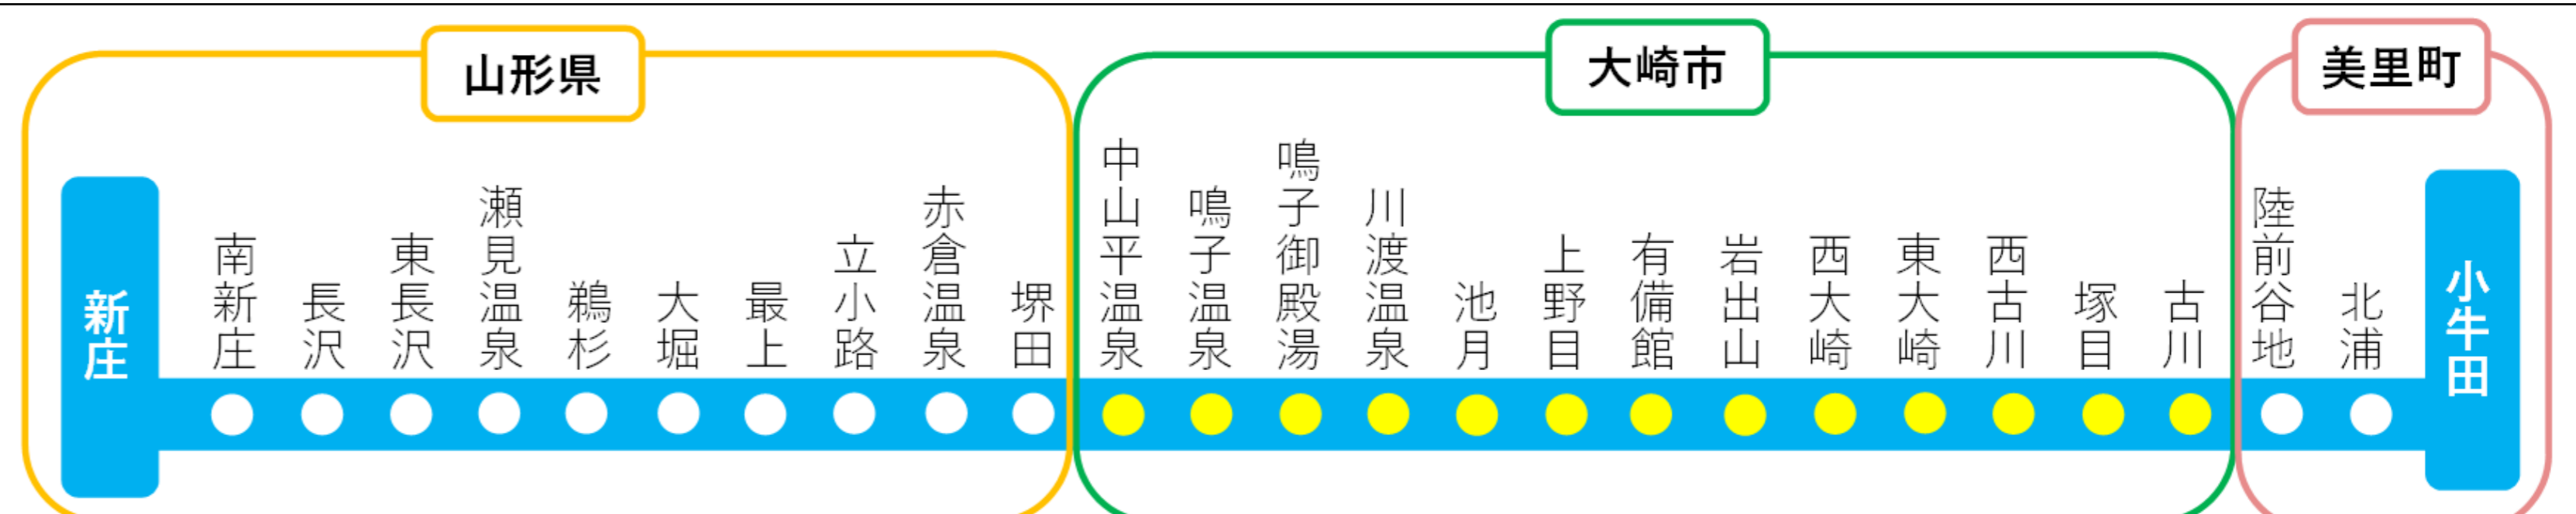 山形県
大崎市
美里町
新庄
南新庄
長沢
東長沢
瀬見温泉
鵜杉
大堀
最上
立小路
赤倉温泉
堺田
中山平温泉
鳴子温泉
鳴子御殿湯
川渡温泉
池月
上野目
有備館
岩出山
西大崎
東大崎
西古川
塚目
古川
陸前谷地
北浦
小牛田